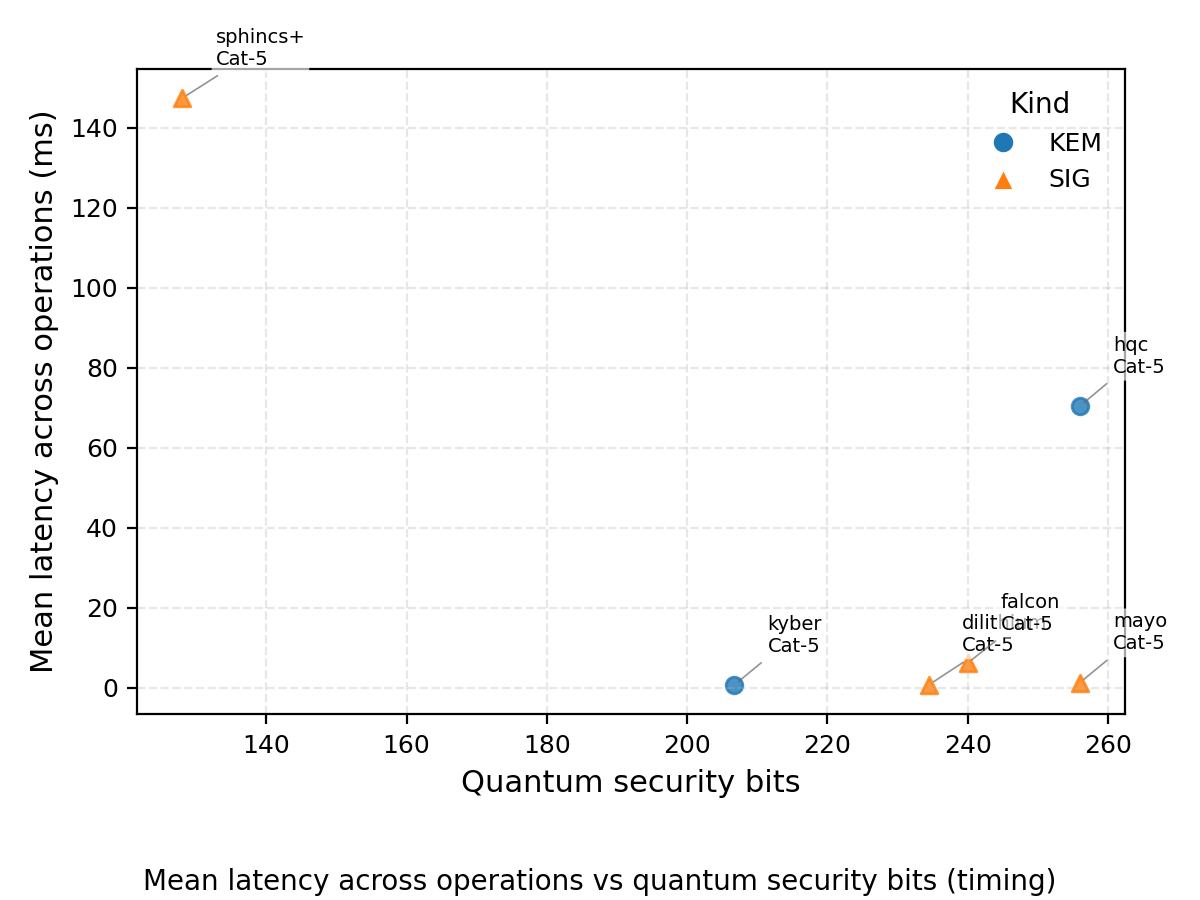 sphincs+
Cat-5
Kind
KEM
SIG
hqc
Cat-5
falcon
Cat-5
kyber
Cat-5
Cat-5
mayo
Cat-5
140
120
100
80
60
40
20
0
Mean latency across operations (ms)
140
160
180
200
220
240
260
Quantum security bits
Mean latency across operations vs quantum security bits (timing)